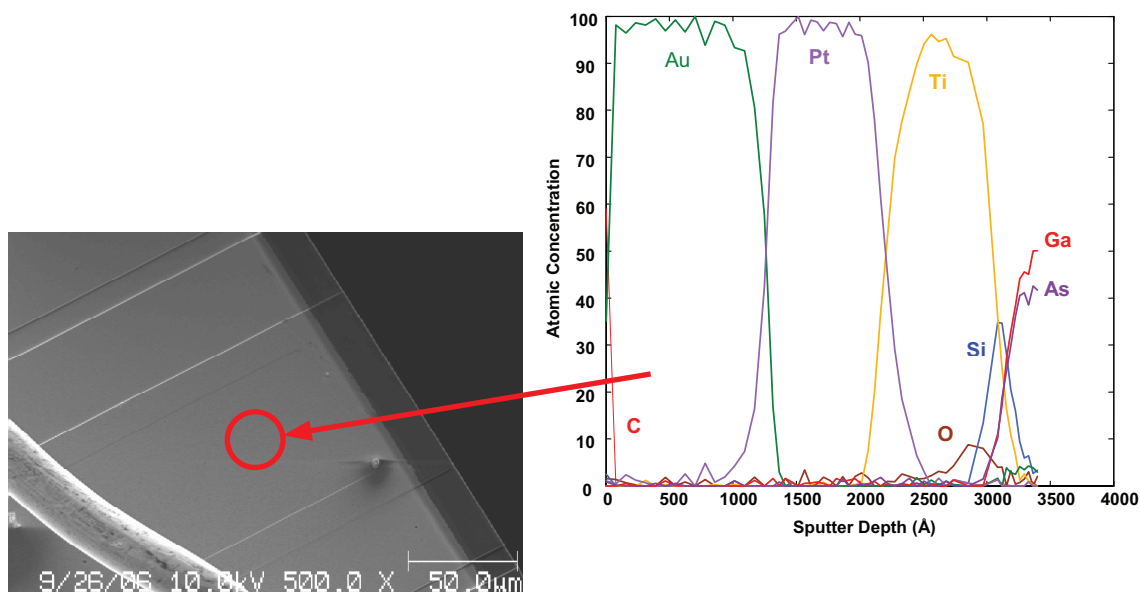 100
90
80
70
60
50
40
30
20
10
0
Atomic Concentration
Au
Pt
Ti
Ga
As
Si
O
C
0 500 1000 1500 2000 2500 3000 3500 4000
Sputter Depth (Å)
9/26/06 10.0kV 500.0 X 50.0μm